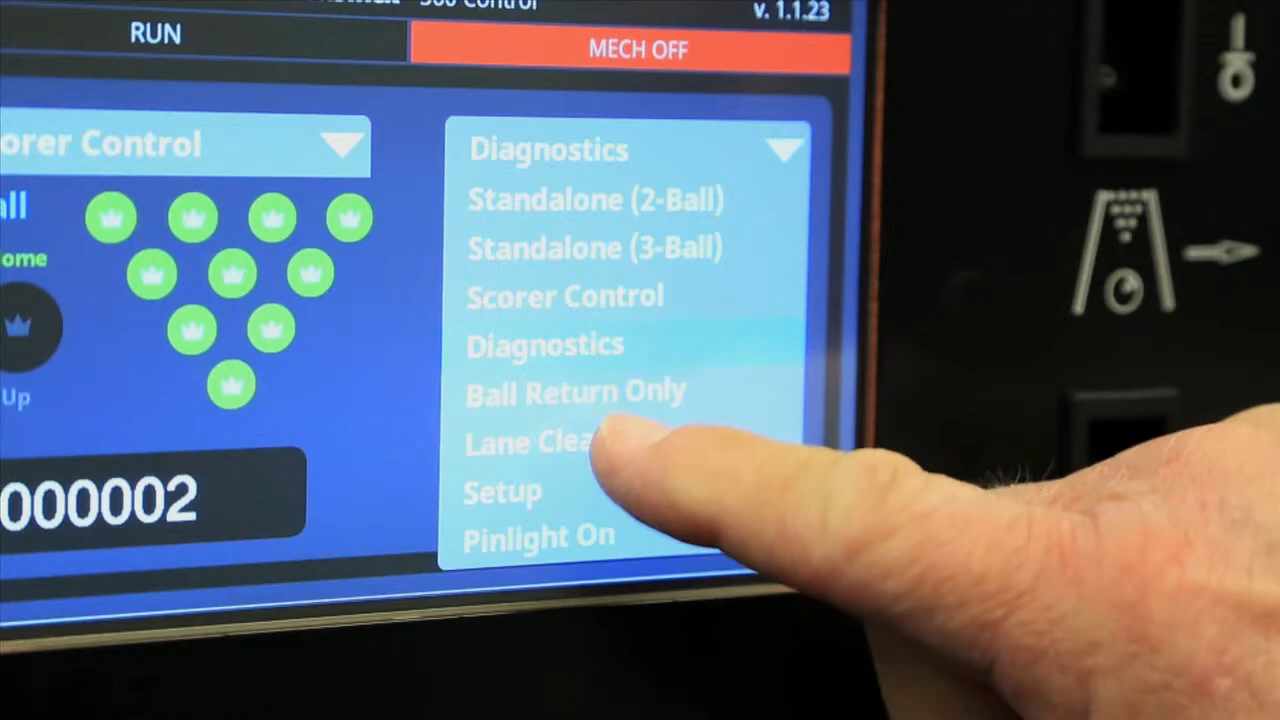 Control
v. 1.1.23
RUN
MECH OFF
orer Control
all
ome
Up
000002
Diagnostics
Standalone (2-Ball)
Standalone (3-Ball)
Scorer Control
Diagnostics
Ball Return Only
Lane Clea
Setup
Pinlight On